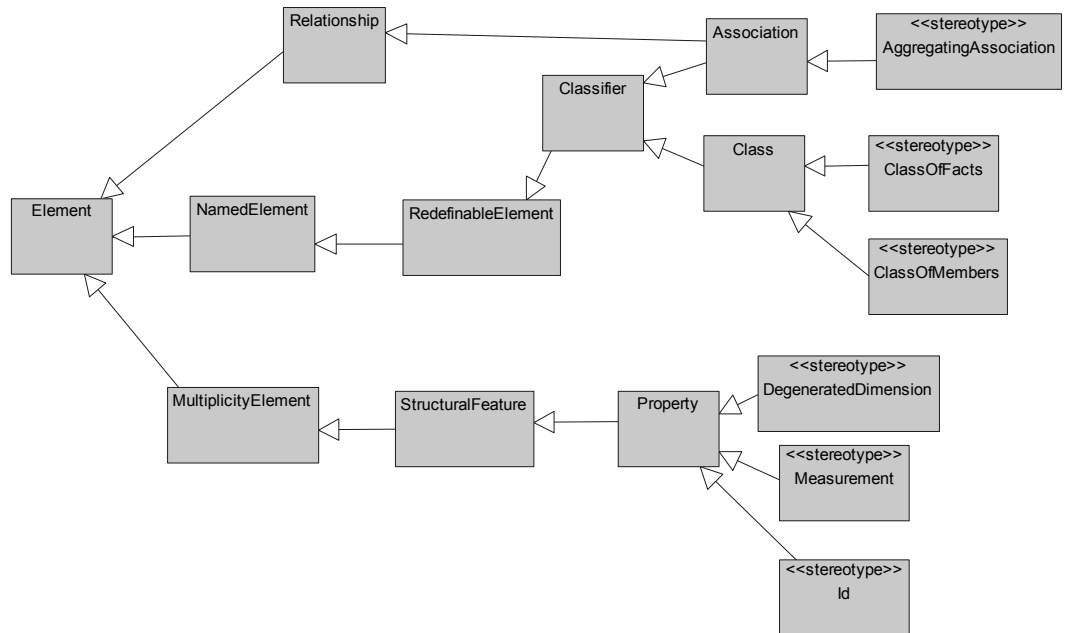 Relationship
Association
<<stereotype>>
AggregatingAssociation
Classifier
Class
<<stereotype>>
ClassOfFacts
Element
NamedElement
RedefinableElement
<<stereotype>>
ClassOfMembers
MultiplicityElement
StructuralFeature
Property
<<stereotype>>
DegeneratedDimension
<<stereotype>>
Measurement
<<stereotype>>
Id